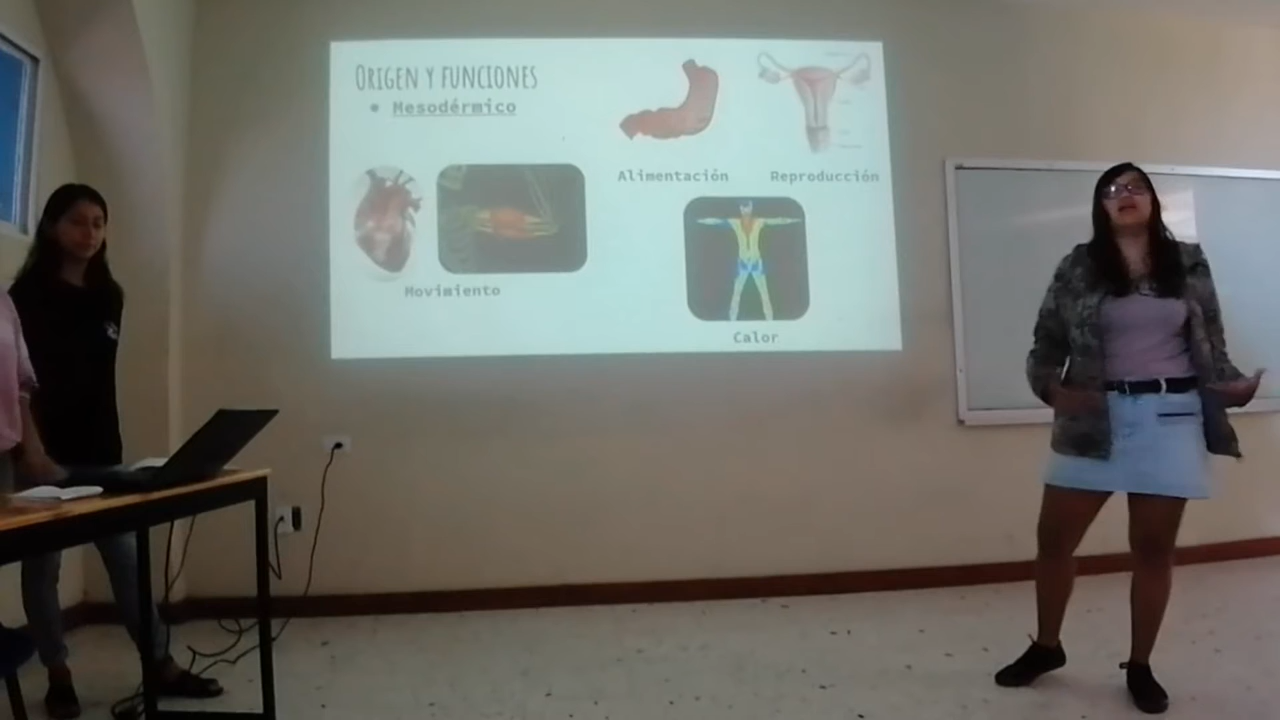 ORIGEN Y FUNCIONES
Mesodérmico
Alimentación
Reproducción
Movimiento
Calor